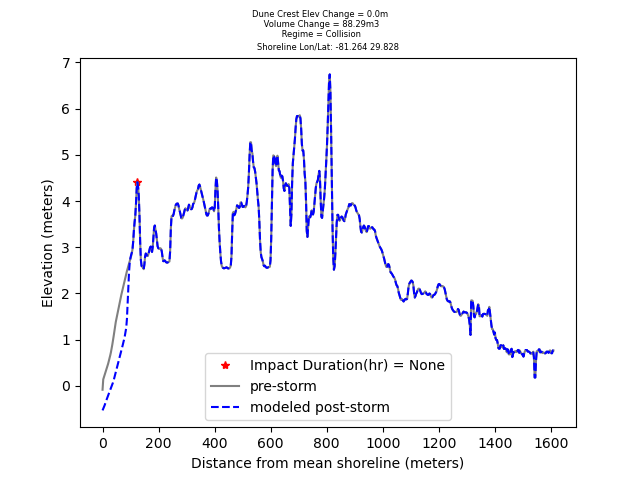 Dune Crest Elev Change = 0.0m
Volume Change = 88.29m3
Regime = Collision
Shoreline Lon/Lat: -81.264 29.828
7
6
5
4
3
2
1
0
Elevation (meters)
Impact Duration(hr) = None
pre-storm
modeled post-storm
0 200 400 600 800 1000 1200 1400 1600
Distance from mean shoreline (meters)